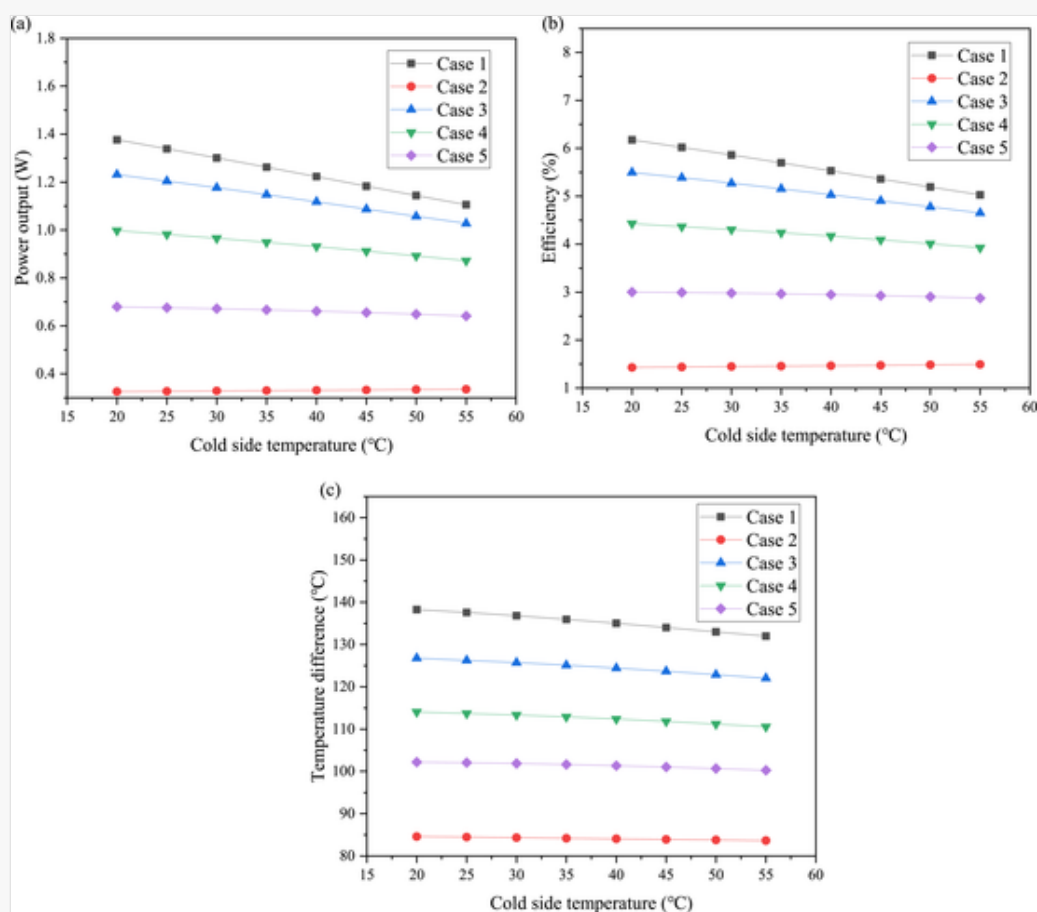 (a)
1.8
1.6
1.4
1.2
1.0
0.8
0.6
0.4
Power output (W)
15 20 25 30 35 40 45 50 55 60
Cold side temperature (℃)
Case 1
Case 2
Case 3
Case 4
Case 5
(b)
8
7
6
5
4
3
2
1
Efficiency (%)
15 20 25 30 35 40 45 50 55 60
Cold side temperature (℃)
Case 1
Case 2
Case 3
Case 4
Case 5
(c)
160
150
140
130
120
110
100
90
80
Temperature difference (℃)
15 20 25 30 35 40 45 50 55 60
Cold side temperature (℃)
Case 1
Case 2
Case 3
Case 4
Case 5